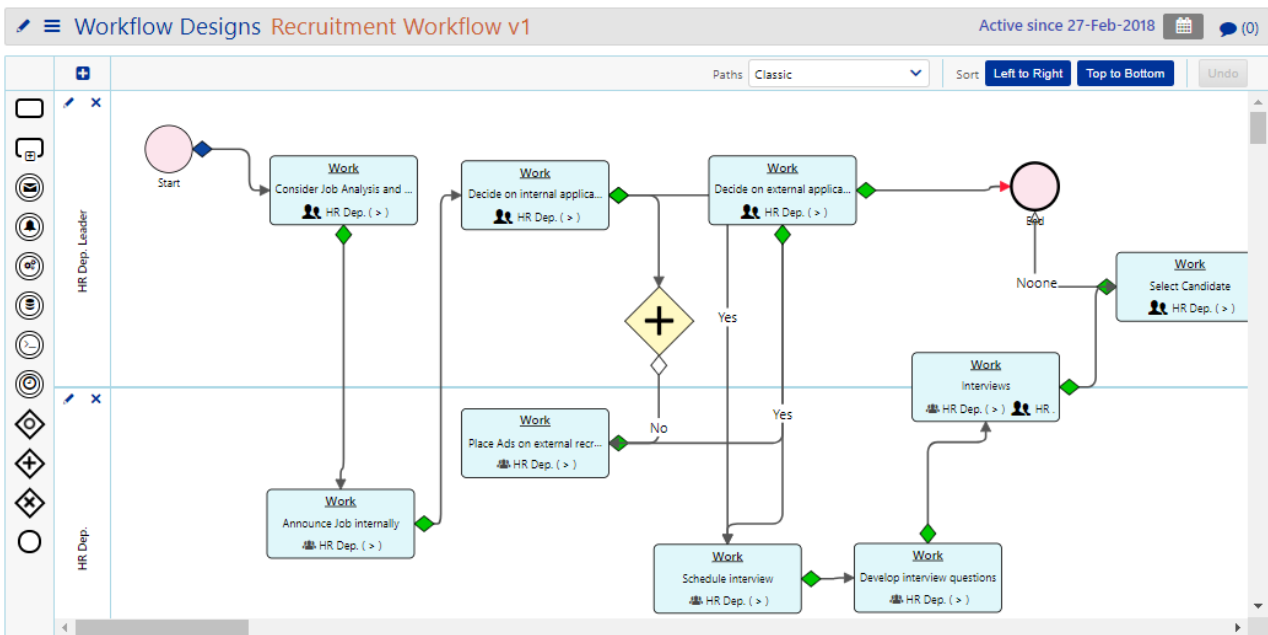 Workflow Designs Recruitment Workflow v1
Active since 27-Feb-2018
(0)
Paths Classic
Sort Left to Right Top to Bottom Undo
HR Dep. Leader
Start
Work
Consider Job Analysis and ...
HR Dep. ( > )
Work
Decide on internal applica...
HR Dep. ( > )
Work
Decide on external applica...
HR Dep. ( > )
End
Noone
Work
Select Candidate
HR Dep. ( > )
Yes
Work
Interviews
HR Dep. ( > ) HR .
HR Dep.
Work
Place Ads on external recr...
HR Dep. ( > )
No
Yes
Work
Announce Job internally
HR Dep. ( > )
Work
Schedule interview
HR Dep. ( > )
Work
Develop interview questions
HR Dep. ( > )